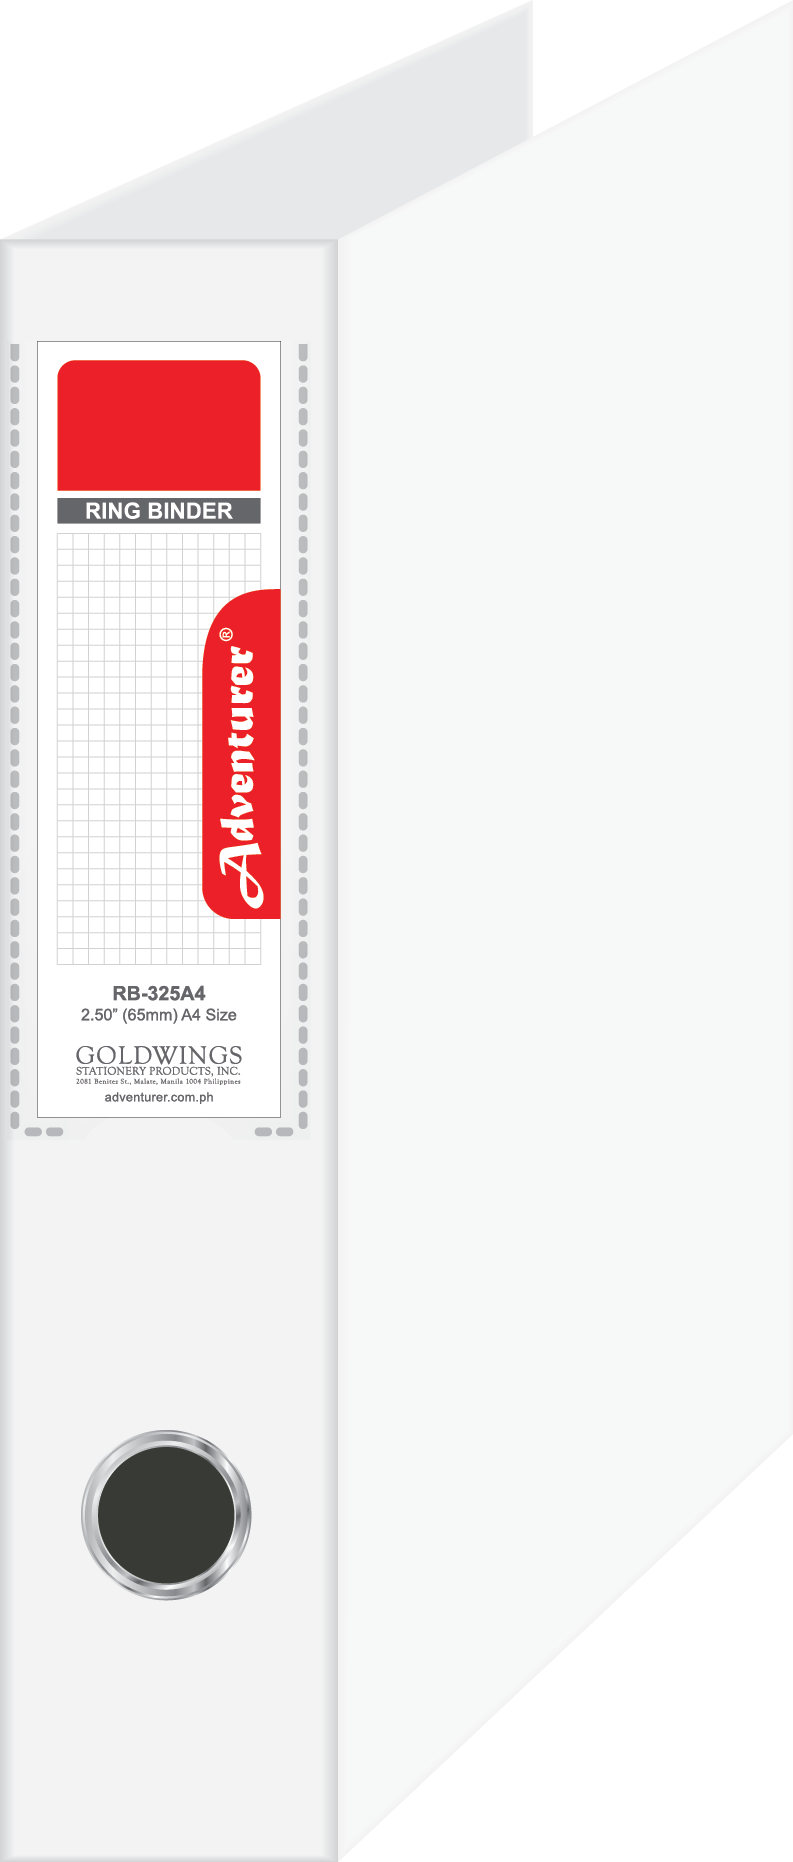 RING BINDER
Adventurer®
RB-325A4
2.50” (65mm) A4 Size
GOLDWINGS
STATIONERY PRODUCTS, INC.
2081 Benitez St., Malate, Manila 1004 Philippines
adventurer.com.ph